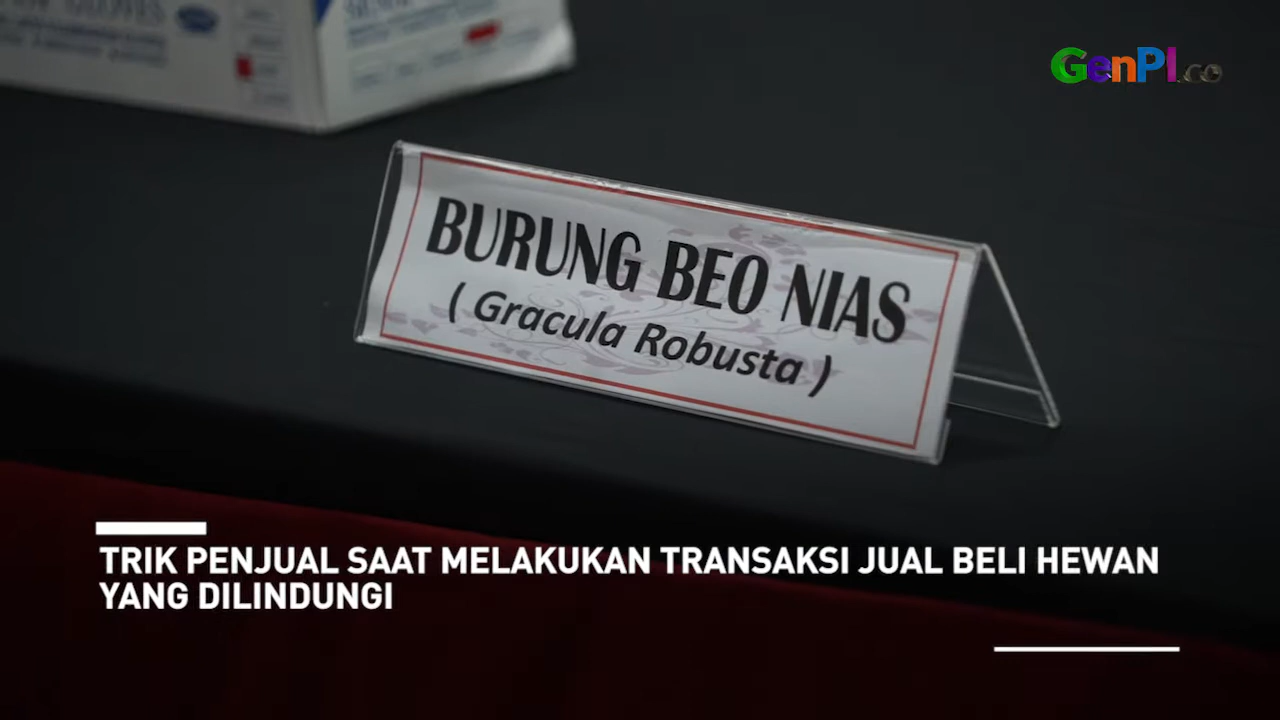 GenPI.co
BURUNG BEO NIAS
( Gracula Robusta )
TRIK PENJUAL SAAT MELAKUKAN TRANSAKSI JUAL BELI HEWAN
YANG DILINDUNGI